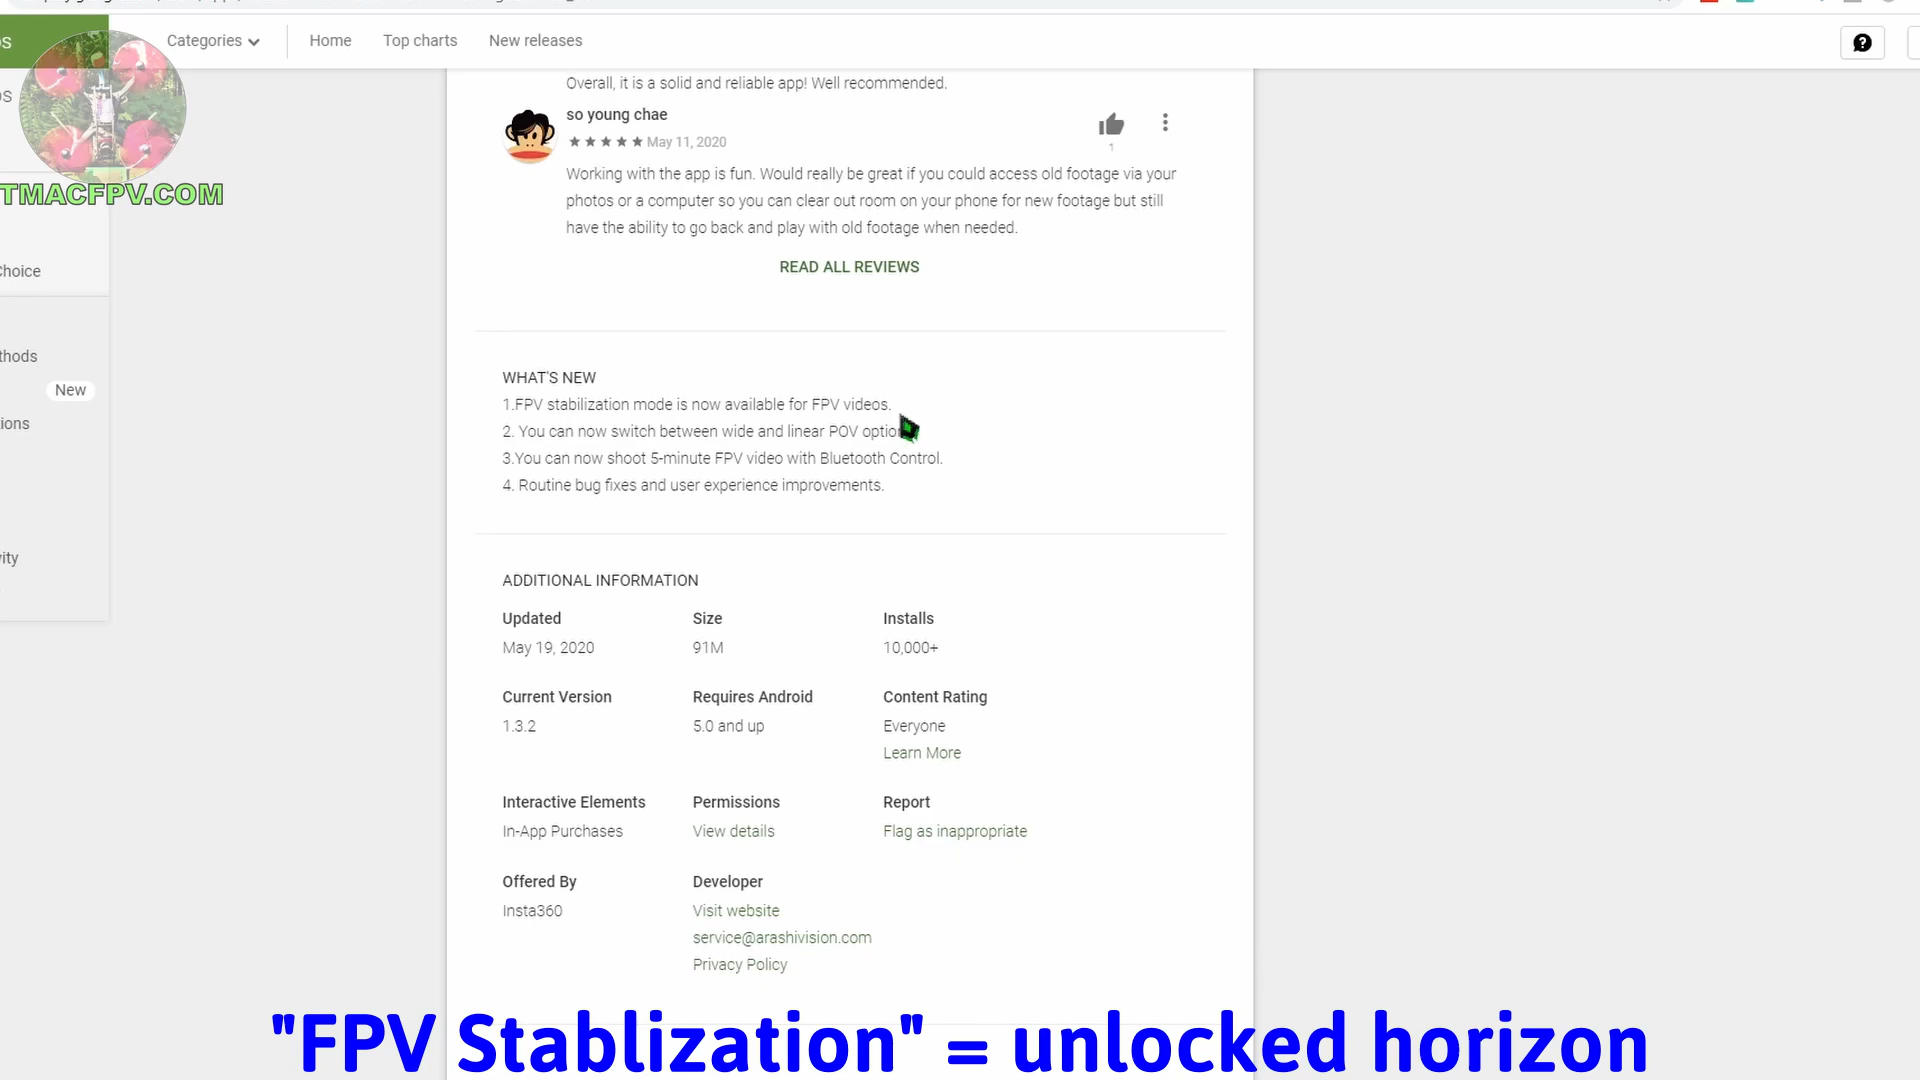 Categories
Home
Top charts
New releases
TMACFPV.COM
Choice
thods
New
ions
ity
Overall, it is a solid and reliable app! Well recommended.
so young chae
May 11, 2020
1
Working with the app is fun. Would really be great if you could access old footage via your
photos or a computer so you can clear out room on your phone for new footage but still
have the ability to go back and play with old footage when needed.
READ ALL REVIEWS
WHAT'S NEW
1.FPV stabilization mode is now available for FPV videos.
2. You can now switch between wide and linear POV optio
3.You can now shoot 5-minute FPV video with Bluetooth Control.
4. Routine bug fixes and user experience improvements.
ADDITIONAL INFORMATION
Updated
May 19, 2020
Size
91M
Installs
10,000+
Current Version
1.3.2
Requires Android
5.0 and up
Content Rating
Everyone
Learn More
Interactive Elements
In-App Purchases
Permissions
View details
Report
Flag as inappropriate
Offered By
Insta360
Developer
Visit website
service@arashivision.com
Privacy Policy
"FPV Stablization" = unlocked horizon